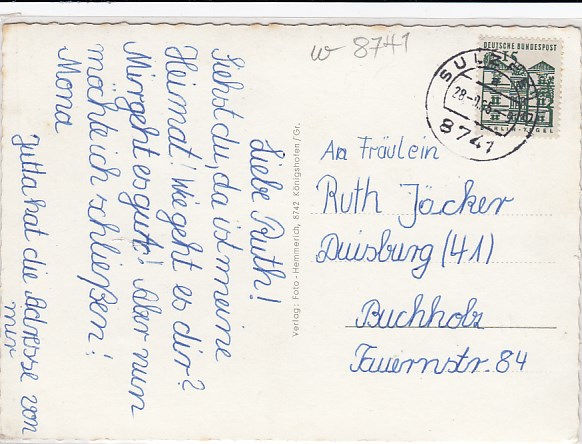 w 8741
Liebe Ruth!
Siehst du, da ist meine
Heimat! Wie geht es dir?
Mir geht es gut! Aber nun
möchte ich schließen!
Mona
Jutta hat die Adresse von
mir
Verlag: Foto-Hemmerich, 8742 Königshofen/Gr.
DEUTSCHE BUNDESPOST
8741
An Fräulein
Ruth Jäcker
Duisburg (41)
Buchholz
84